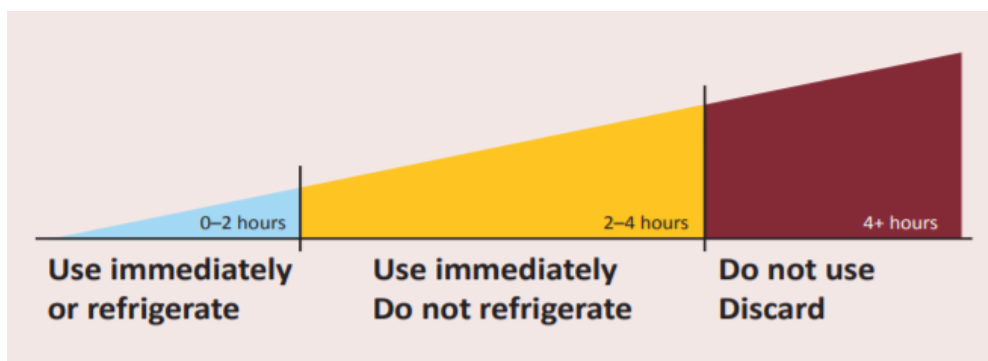 0–2 hours
2–4 hours
4+ hours
Use immediately
or refrigerate
Use immediately
Do not refrigerate
Do not use
Discard